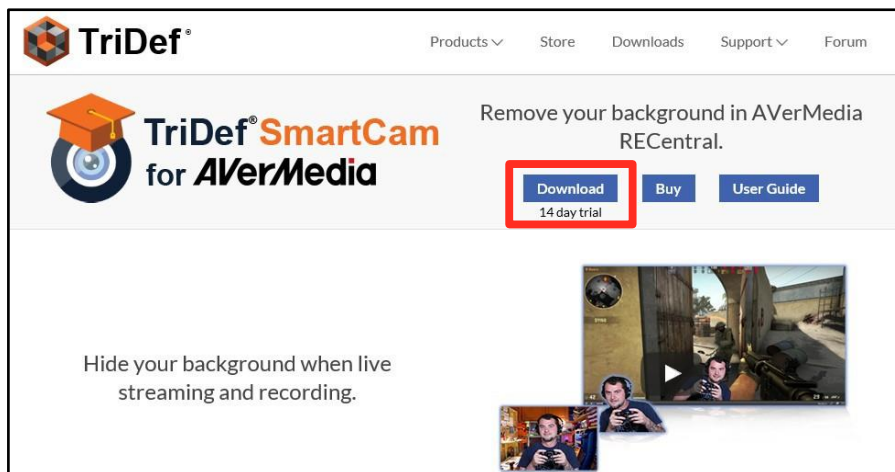 TriDef®
Products Store Downloads Support Forum
TriDef® SmartCam
for AVerMedia
Remove your background in AVerMedia
RECentral.
Download Buy User Guide
14 day trial
Hide your background when live
streaming and recording.